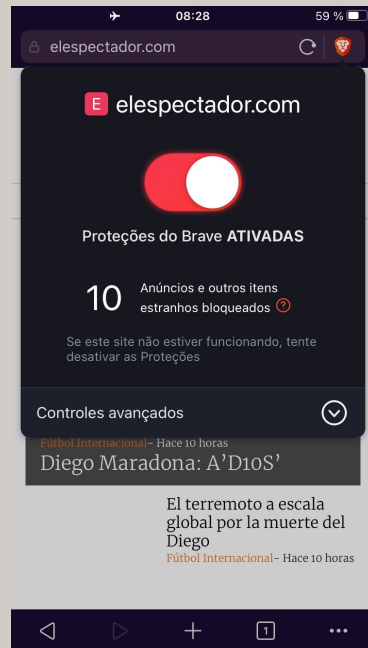 08:28
59 %
elespectador.com
E elespectador.com
Proteções do Brave ATIVADAS
10
Anúncios e outros itens
estranhos bloqueados ?
Se este site não estiver funcionando, tente
desativar as Proteções
Controles avançados
Fútbol Internacional- Hace 10 horas
Diego Maradona: A’D10S’
El terremoto a escala
global por la muerte del
Diego
Fútbol Internacional- Hace 10 horas
1